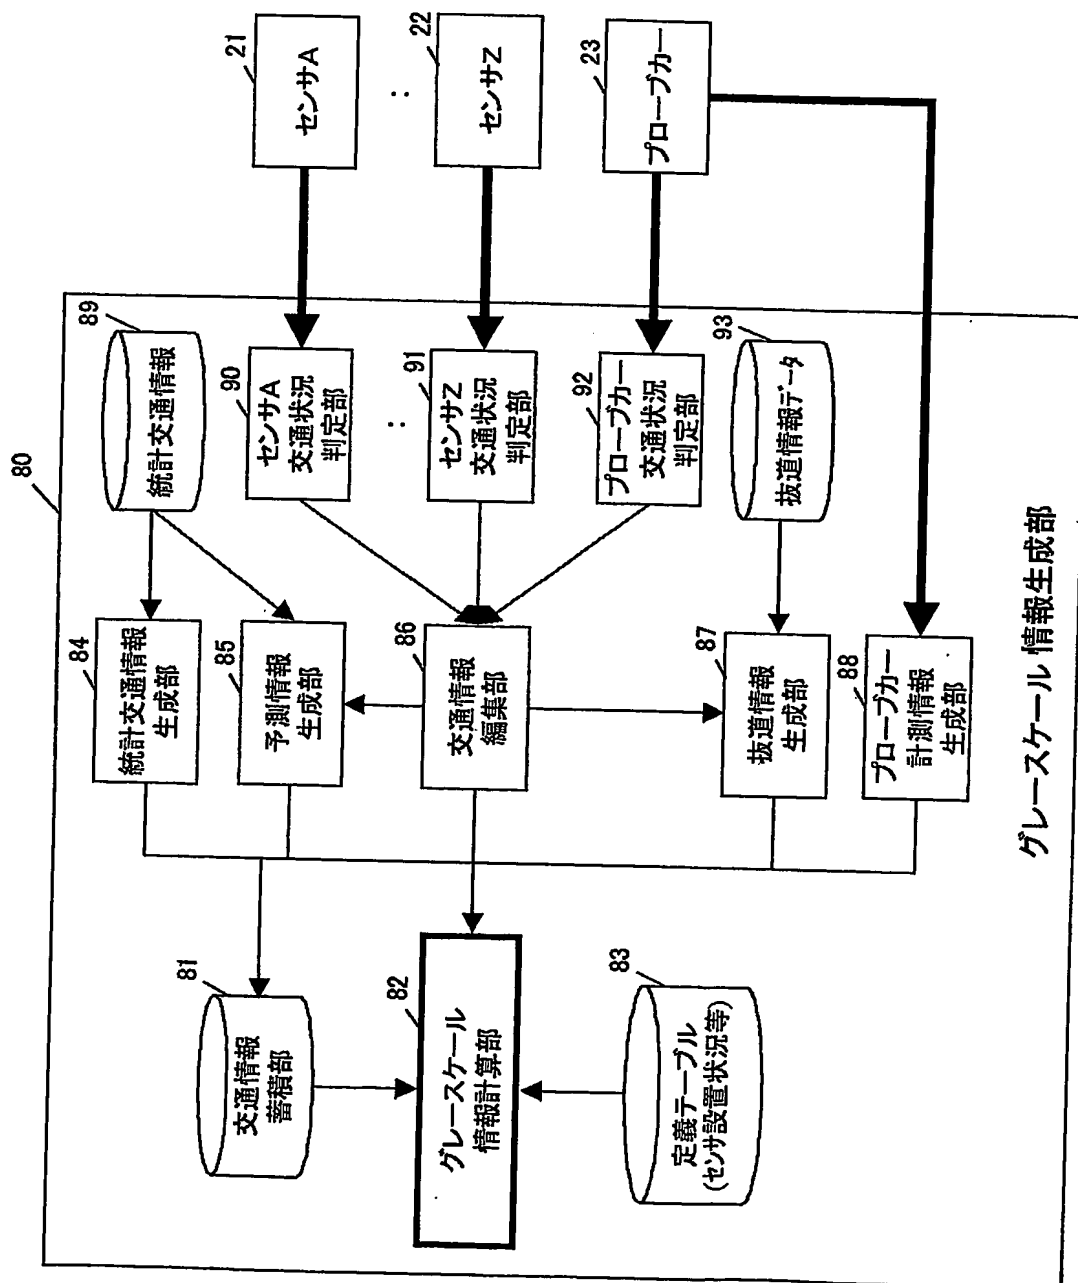 80
21
センサA
:
22
センサZ
23
プローブカー
89
統計交通情報
90
センサA
交通状況
判定部
:
91
センサZ
交通状況
判定部
92
プローブカー
交通状況
判定部
93
抜道情報データ
84
統計交通情報
生成部
85
予測情報
生成部
86
交通情報
編集部
87
抜道情報
生成部
88
プローブカー
計測情報
生成部
81
交通情報
蓄積部
82
グレースケール
情報計算部
83
定義テーブル
(センサ設置状況等)
グレースケール 情報生成部